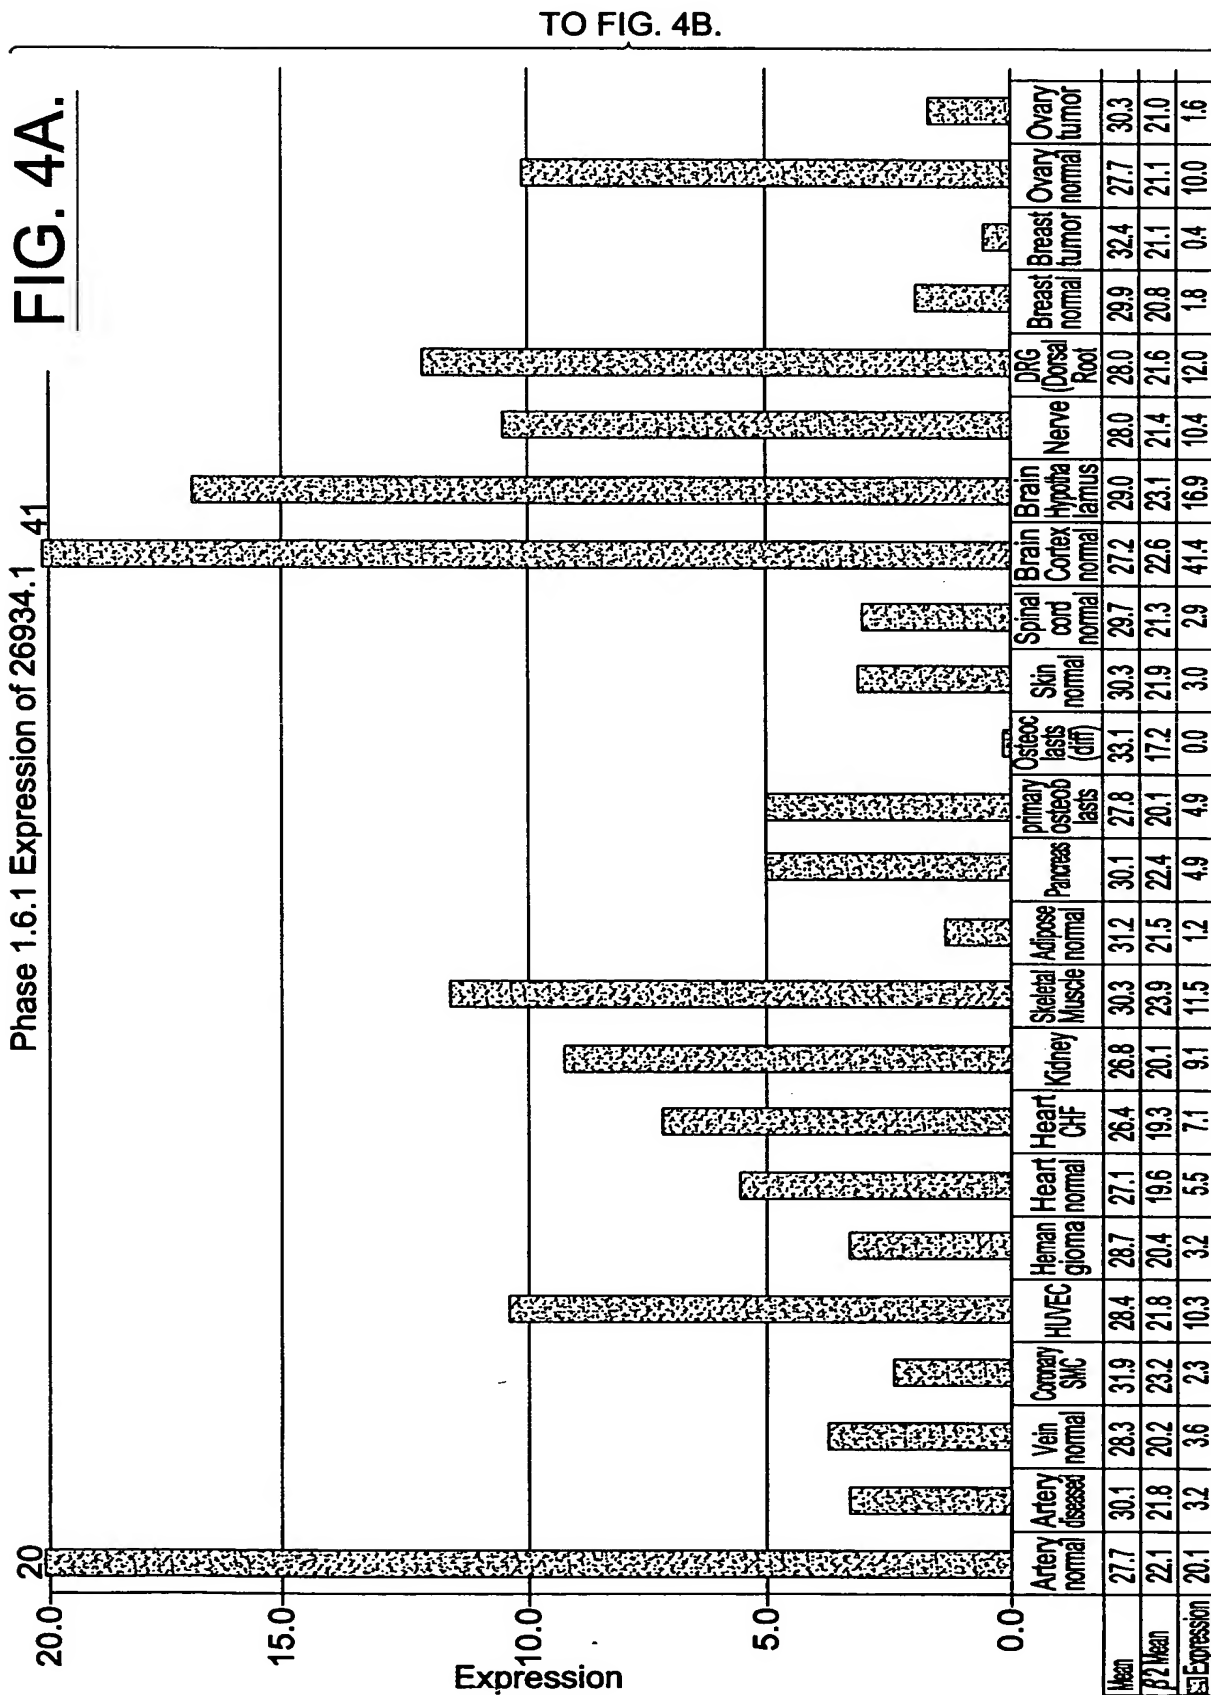 TO FIG. 4B.
FIG. 4A.
Phase 1.6.1 Expression of 26934.1
20
41
20.0
15.0
10.0
5.0
0.0
Expression
Artery normal Artery diseased Vein normal Coronary SMC HUVEC Heman gioma Heart normal Heart CHF Kidney Skeletal Muscle Adipose normal Pancreas primary osteob lasts Osteoc lasts (diff) Skin normal Spinal cord normal Brain Cortex normal Brain Hypotha lamus Nerve DRG (Dorsal Root Breast normal Breast tumor Ovary normal Ovary tumor
Mean 27.7 30.1 28.3 31.9 28.4 28.7 27.1 26.4 26.8 30.3 31.2 30.1 27.8 33.1 30.3 29.7 27.2 29.0 28.0 28.0 29.9 32.4 27.7 30.3
β2 Mean 22.1 21.8 20.2 23.2 21.8 20.4 19.6 19.3 20.1 23.9 21.5 22.4 20.1 17.2 21.9 21.3 22.6 23.1 21.4 21.6 20.8 21.1 21.1 21.0
Expression 20.1 3.2 3.6 2.3 10.3 3.2 5.5 7.1 9.1 11.5 1.2 4.9 4.9 0.0 3.0 2.9 41.4 16.9 10.4 12.0 1.8 0.4 10.0 1.6